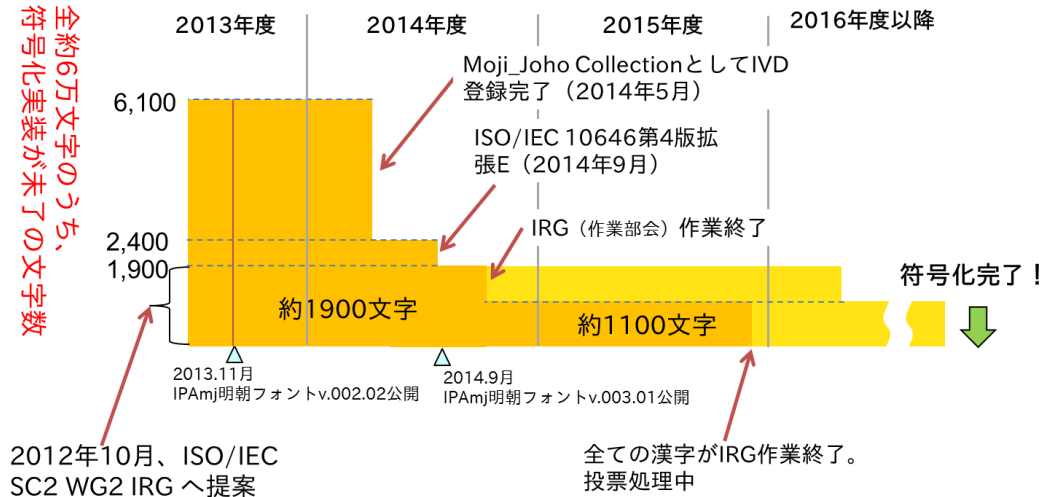 全約6万文字のうち、
符号化実装が未了の文字数
2013年度
2014年度
2015年度
2016年度以降
Moji_Joho CollectionとしてIVD
登録完了（2014年5月）
6,100
ISO/IEC 10646第4版拡
張E（2014年9月）
IRG（作業部会）作業終了
2,400
1,900
符号化完了！
約1900文字
約1100文字
2013.11月
IPAmj明朝フォントv.002.02公開
2014.9月
IPAmj明朝フォントv.003.01公開
2012年10月、ISO/IEC
SC2 WG2 IRG へ提案
全ての漢字がIRG作業終了。
投票処理中